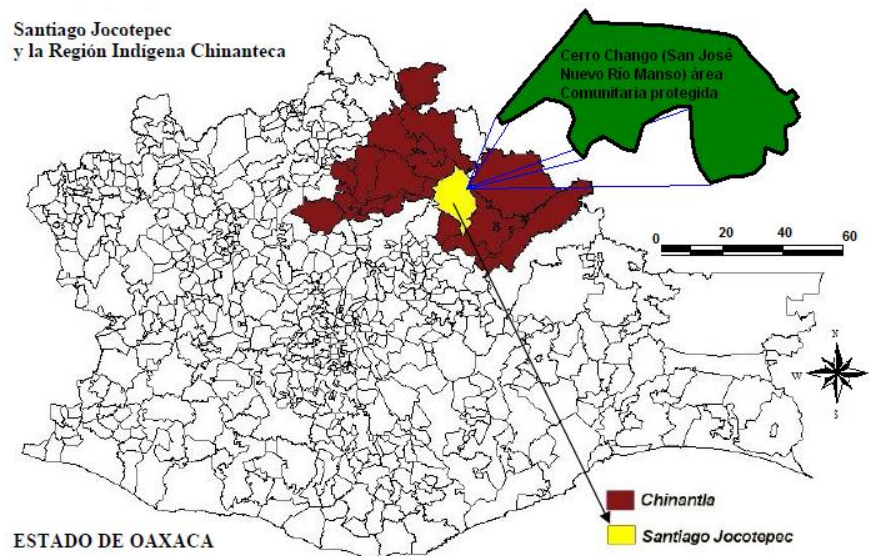 Santiago Jocotepec
y la Región Indígena Chinanteca
Cerro Chango (San José
Nuevo Río Manso) área
Comunitaria protegida
0 20 40 60
N
W E
S
Chinantla
Santiago Jocotepec
ESTADO DE OAXACA